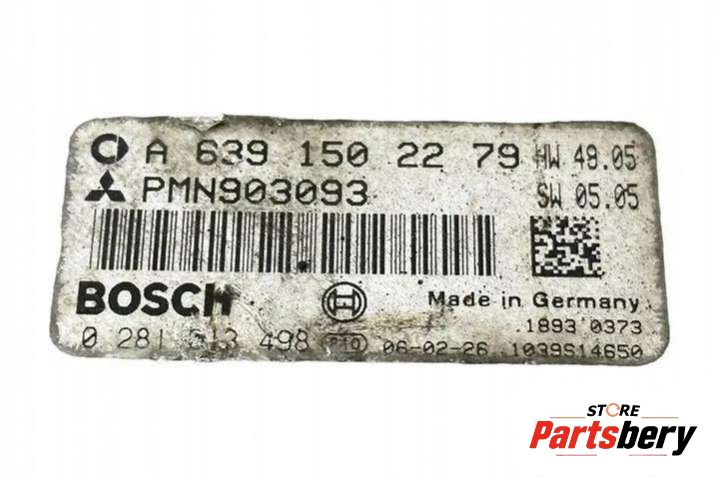 A 639 150 22 79 HW 49.05
PMN903093 SW 05.05
BOSCH Made in Germany
1893 0373
0 281 013 498 P10 06-02-26 1039S14650
STORE
Partsbery